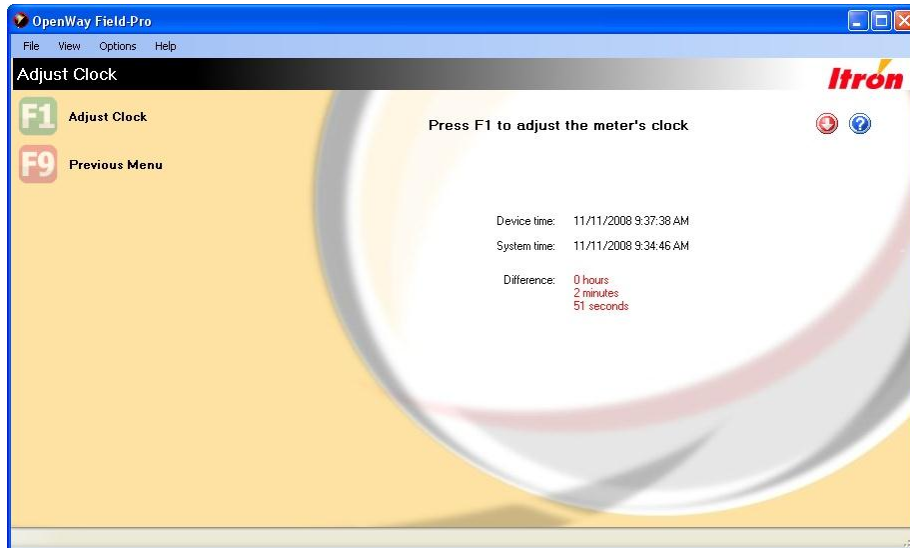 OpenWay Field-Pro
File View Options Help
Adjust Clock
Itrón
F1 Adjust Clock
F9 Previous Menu
Press F1 to adjust the meter's clock
?
Device time: 11/11/2008 9:37:38 AM
System time: 11/11/2008 9:34:46 AM
Difference: 0 hours
2 minutes
51 seconds